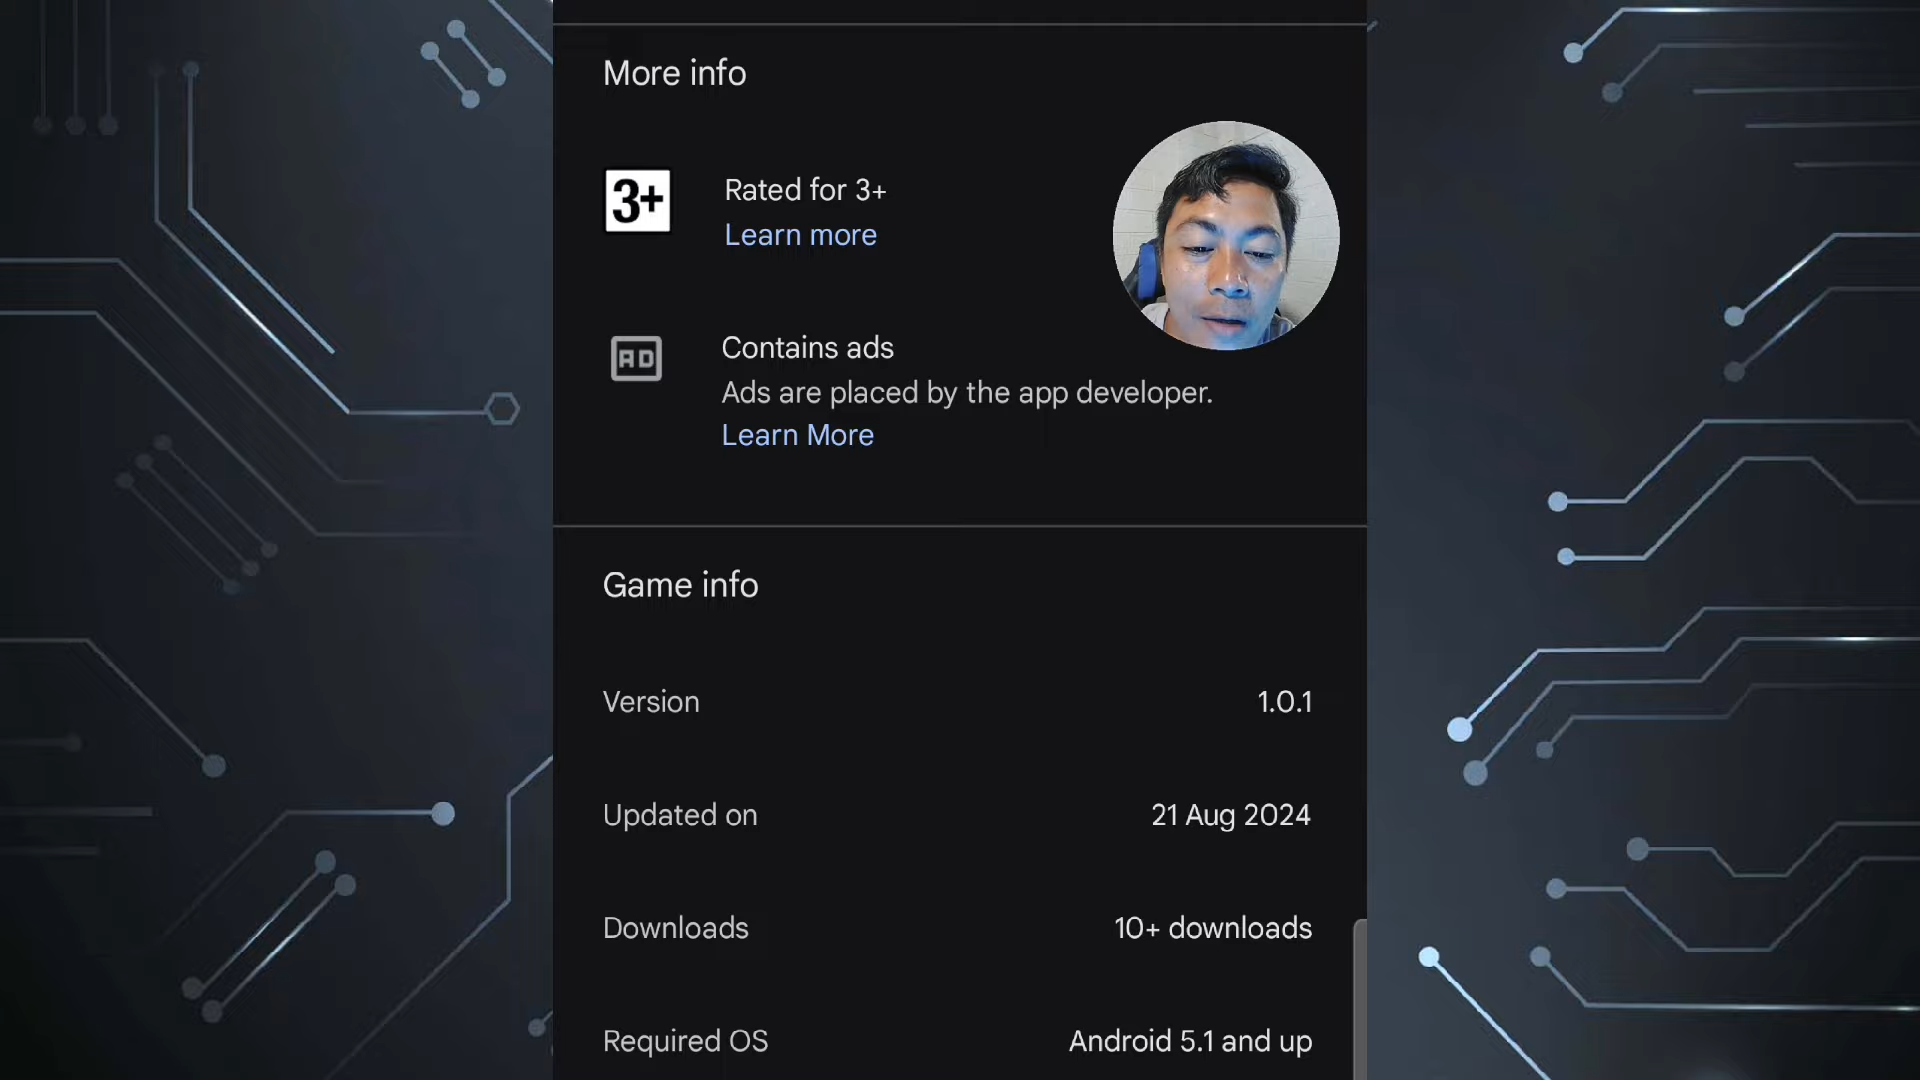 More info
3+
Rated for 3+
Learn more
AD
Contains ads
Ads are placed by the app developer.
Learn More
Game info
Version 1.0.1
Updated on 21 Aug 2024
Downloads 10+ downloads
Required OS Android 5.1 and up